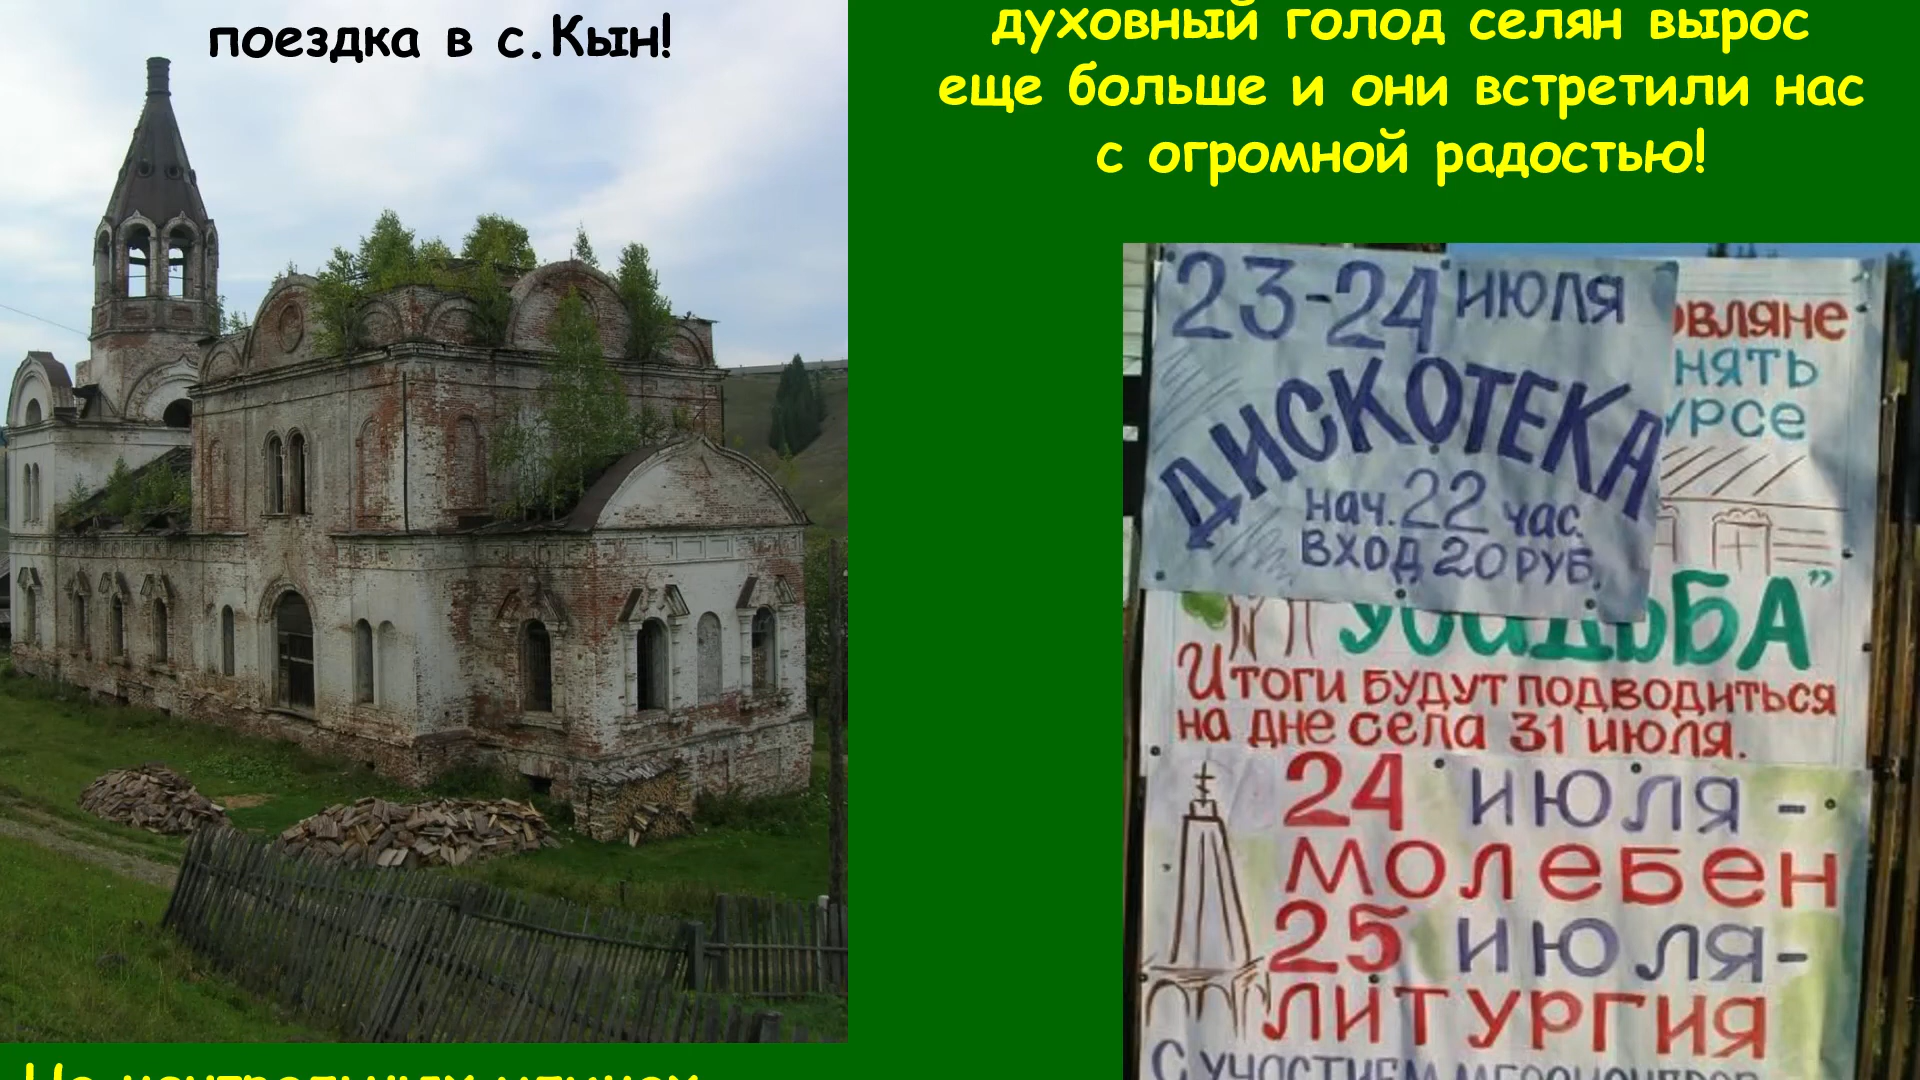 поездка в с.Кын!
духовный голод селян вырос
еще больше и они встретили нас
с огромной радостью!
23-24 июля
ДИСКОТЕКА
нач. 22 час.
ВХОД 20 РУБ.
овляне
нять
урсе
УСАДЬБА”
Итоги будут подводиться
на дне села 31 июля.
24 июля -
молебен
25 июля-
литургия
С УЧАСТИЕМ